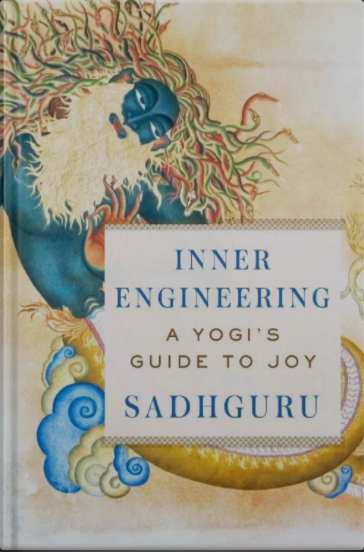 INNER
ENGINEERING
A YOGI'S
GUIDE TO JOY
SADHGURU